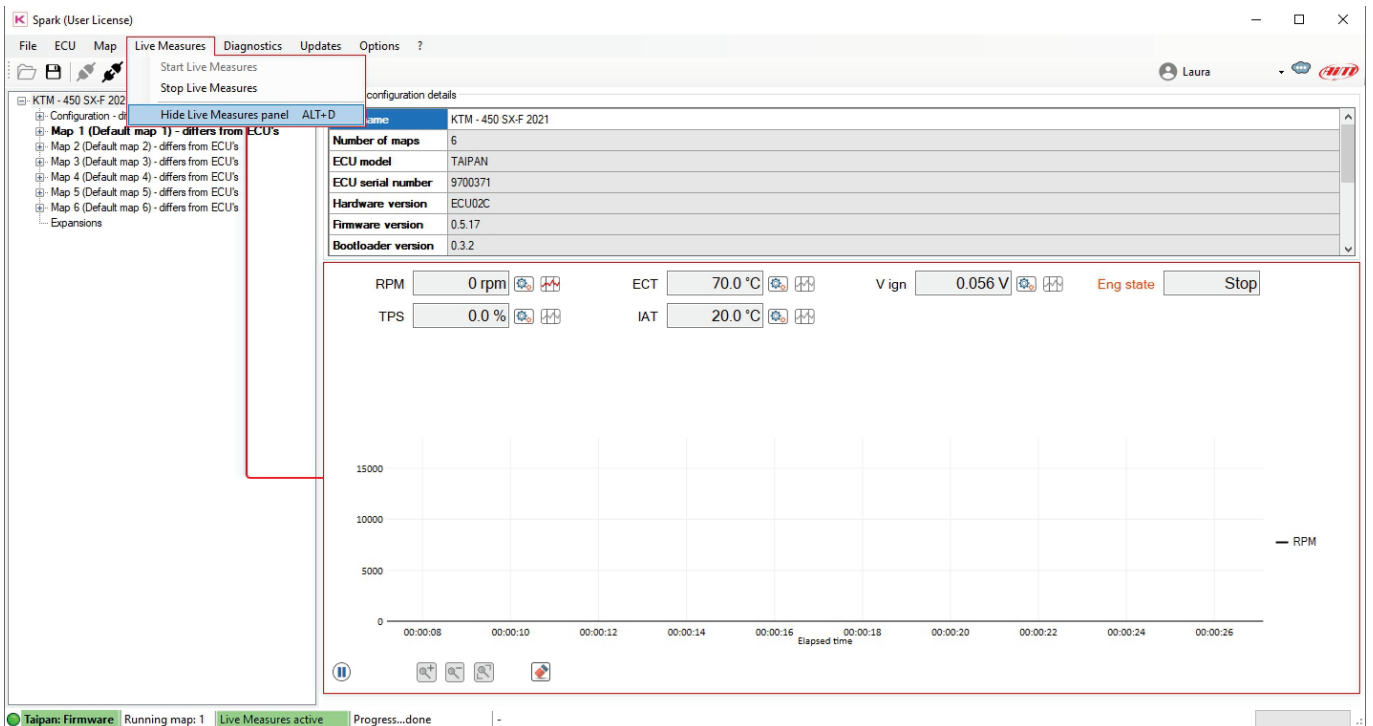 Spark (User License)
File ECU Map Live Measures Diagnostics Updates Options ?
Start Live Measures
Stop Live Measures
Hide Live Measures panel ALT+D
Laura
AiM
KTM - 450 SX-F 202
Configuration - di
Map 1 (Default map 1) - differs from ECU's
Map 2 (Default map 2) - differs from ECU's
Map 3 (Default map 3) - differs from ECU's
Map 4 (Default map 4) - differs from ECU's
Map 5 (Default map 5) - differs from ECU's
Map 6 (Default map 6) - differs from ECU's
Expansions
configuration details
ame KTM - 450 SX-F 2021
Number of maps 6
ECU model TAIPAN
ECU serial number 9700371
Hardware version ECU02C
Firmware version 0.5.17
Bootloader version 0.3.2
RPM 0 rpm ECT 70.0 °C V ign 0.056 V Eng state Stop
TPS 0.0 % IAT 20.0 °C
15000
10000
5000
0
RPM
00:00:08 00:00:10 00:00:12 00:00:14 00:00:16 00:00:18 00:00:20 00:00:22 00:00:24 00:00:26
Elapsed time
Taipan: Firmware Running map: 1 Live Measures active Progress...done -